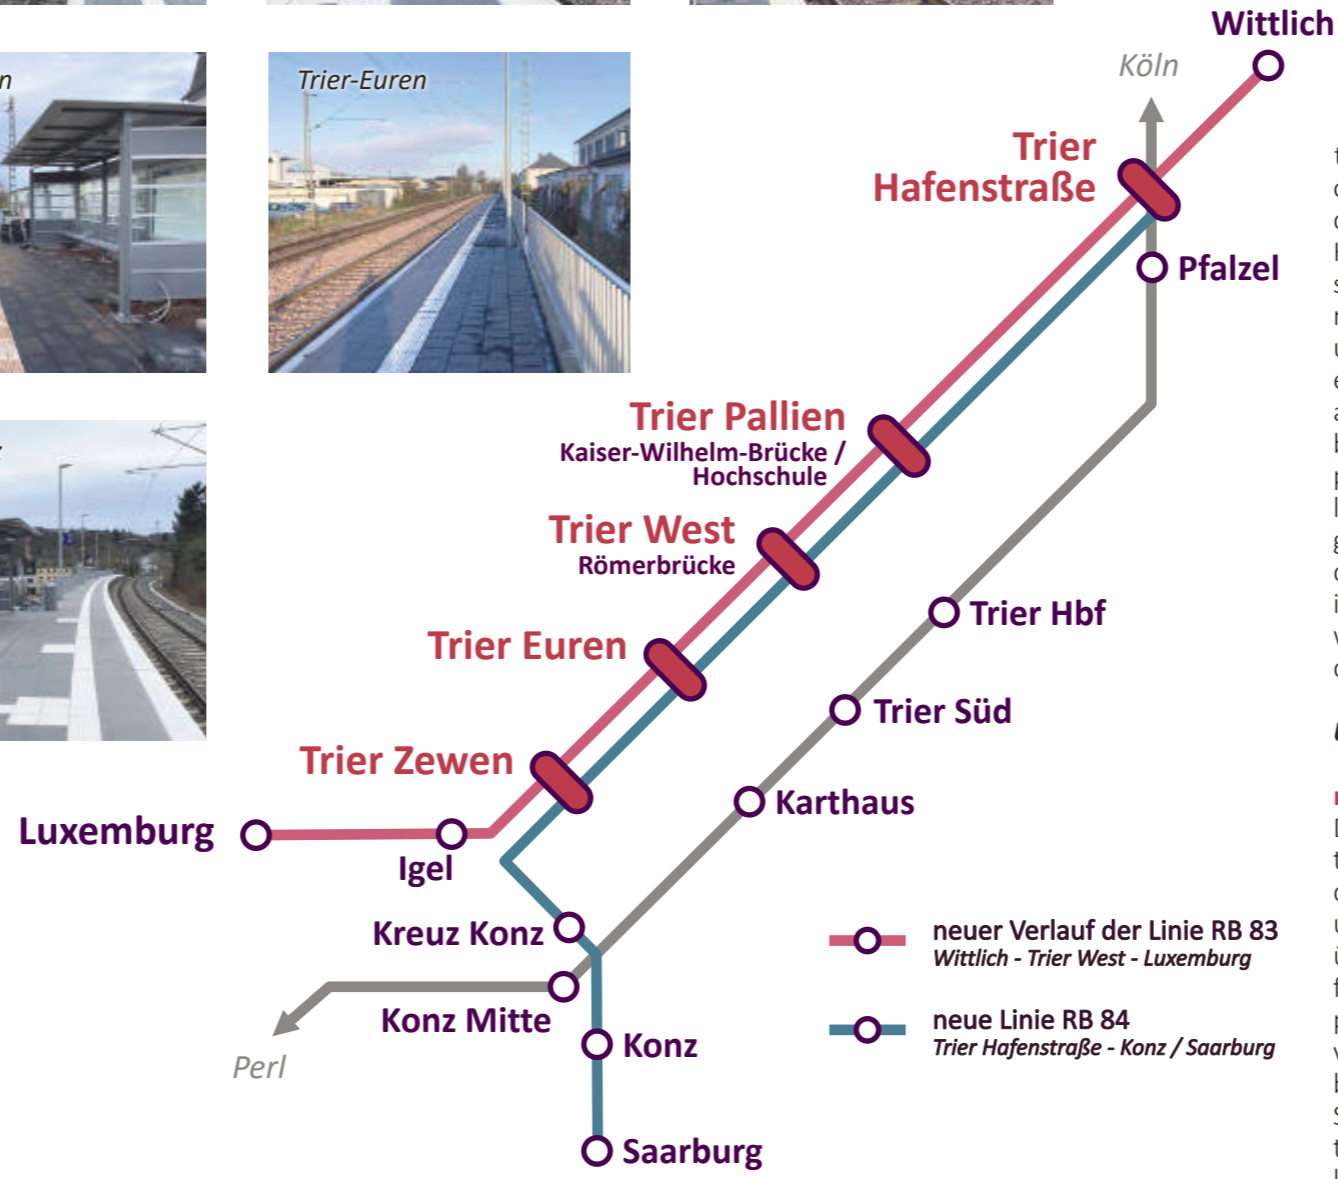 Wittlich
Köln
Trier-Euren
Trier
Hafenstraße
Pfalzel
Trier Pallien
Kaiser-Wilhelm-Brücke /
Hochschule
Trier West
Römerbrücke
Trier Hbf
Trier Euren
Trier Süd
Trier Zewen
Karthaus
Luxemburg
Igel
Kreuz Konz
neuer Verlauf der Linie RB 83
Wittlich - Trier West - Luxemburg
Konz Mitte
neue Linie RB 84
Trier Hafenstraße - Konz / Saarburg
Konz
Perl
Saarburg